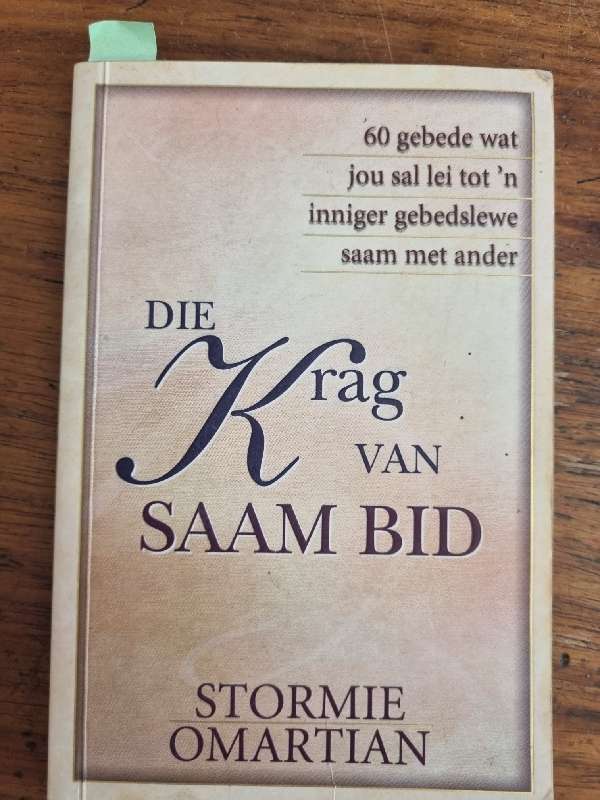 60 gebede wat
jou sal lei tot 'n
inniger gebedslewe
saam met ander
DIE
Krag
VAN
SAAM BID
STORMIE
OMARTIAN